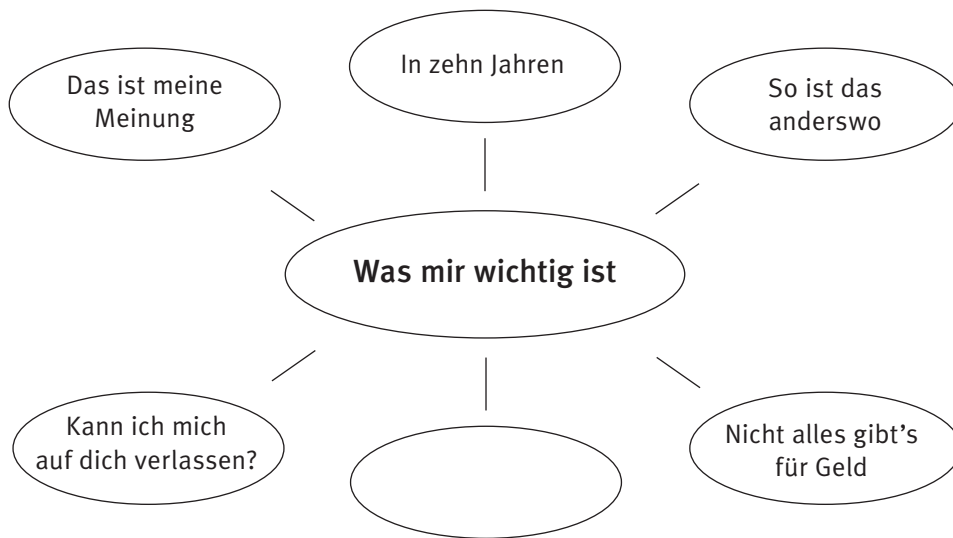 In zehn Jahren
Das ist meine
Meinung
So ist das
anderswo
Was mir wichtig ist
Kann ich mich
auf dich verlassen?
Nicht alles gibt’s
für Geld